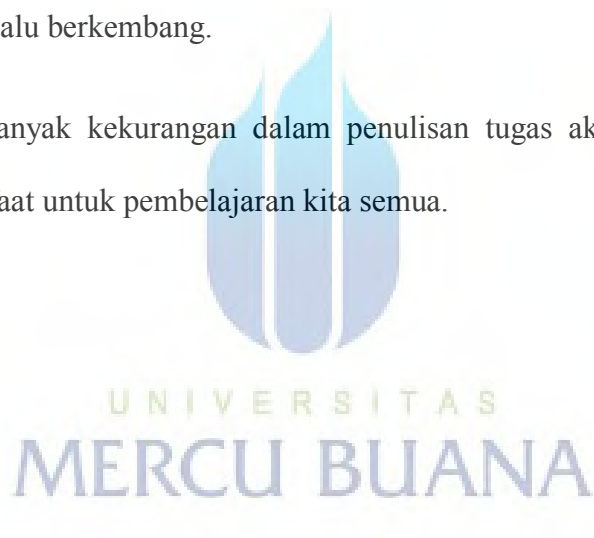 alu berkembang.
anyak kekurangan dalam penulisan tugas ak
aat untuk pembelajaran kita semua.
UNIVERSITAS
MERCU BUANA